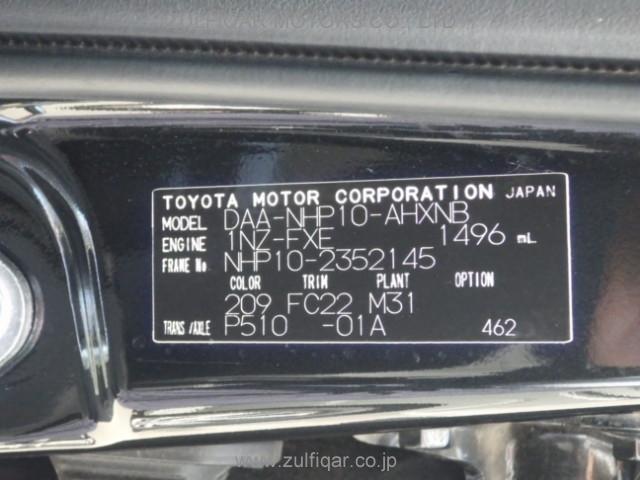 TOYOTA MOTOR CORPORATION JAPAN
MODEL DAA-NHP10-AHXNB
ENGINE 1NZ-FXE 1496 mL
FRAME No NHP10-2352145
COLOR TRIM PLANT OPTION
209 FC22 M31
TRANS/AXLE P510 -01A 462
www.zulfiqar.co.jp